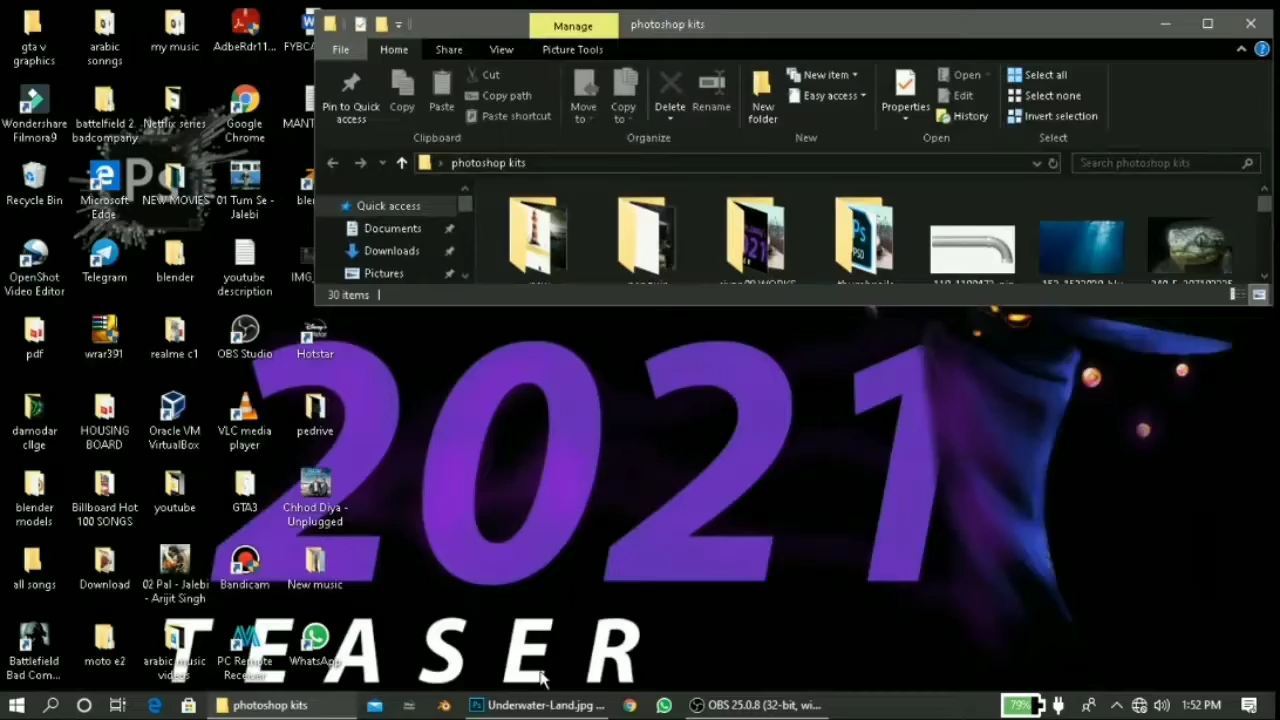 Manage
photoshop kits
File
Home
Share
View
Picture Tools
Pin to Quick access
Copy
Paste
Cut
Copy path
Paste shortcut
Clipboard
Move to
Copy to
Delete
Rename
Organize
New folder
New item
Easy access
New
Properties
Open
Edit
History
Open
Select all
Select none
Invert selection
Select
photoshop kits
Search photoshop kits
Quick access
Documents
Downloads
Pictures
30 items
gta v graphics
arabic sonngs
my music
AdbeRdr11...
FYBCA
Wondershare Filmora9
battelfield 2 badcompany
Netflix series
Google Chrome
MANT
Recycle Bin
Microsoft Edge
NEW MOVIES
01 Tum Se - Jalebi
OpenShot Video Editor
Telegram
blender
youtube description
IMG_
pdf
wrar391
realme c1
OBS Studio
Hotstar
damodar cllge
HOUSING BOARD
Oracle VM VirtualBox
VLC media player
pedrive
blender models
Billboard Hot 100 SONGS
youtube
GTA3
Chhod Diya - Unplugged
all songs
Download
02 Pal - Jalebi - Arijit Singh
Bandicam
New music
Battlefield Bad Com...
moto e2
arabic music videos
PC Remote Receiver
WhatsApp
Ps
2021
TEASER
photoshop kits
Underwater-Land.jpg ...
OBS 25.0.8 (32-bit, wi...
79%
1:52 PM